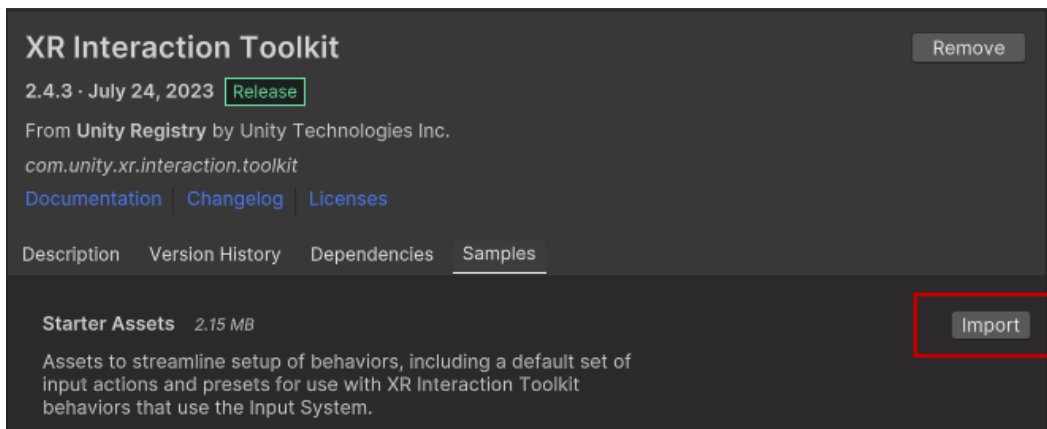 XR Interaction Toolkit
Remove
2.4.3 · July 24, 2023 Release
From Unity Registry by Unity Technologies Inc.
com.unity.xr.interaction.toolkit
Documentation Changelog Licenses
Description Version History Dependencies Samples
Starter Assets 2.15 MB
Import
Assets to streamline setup of behaviors, including a default set of
input actions and presets for use with XR Interaction Toolkit
behaviors that use the Input System.